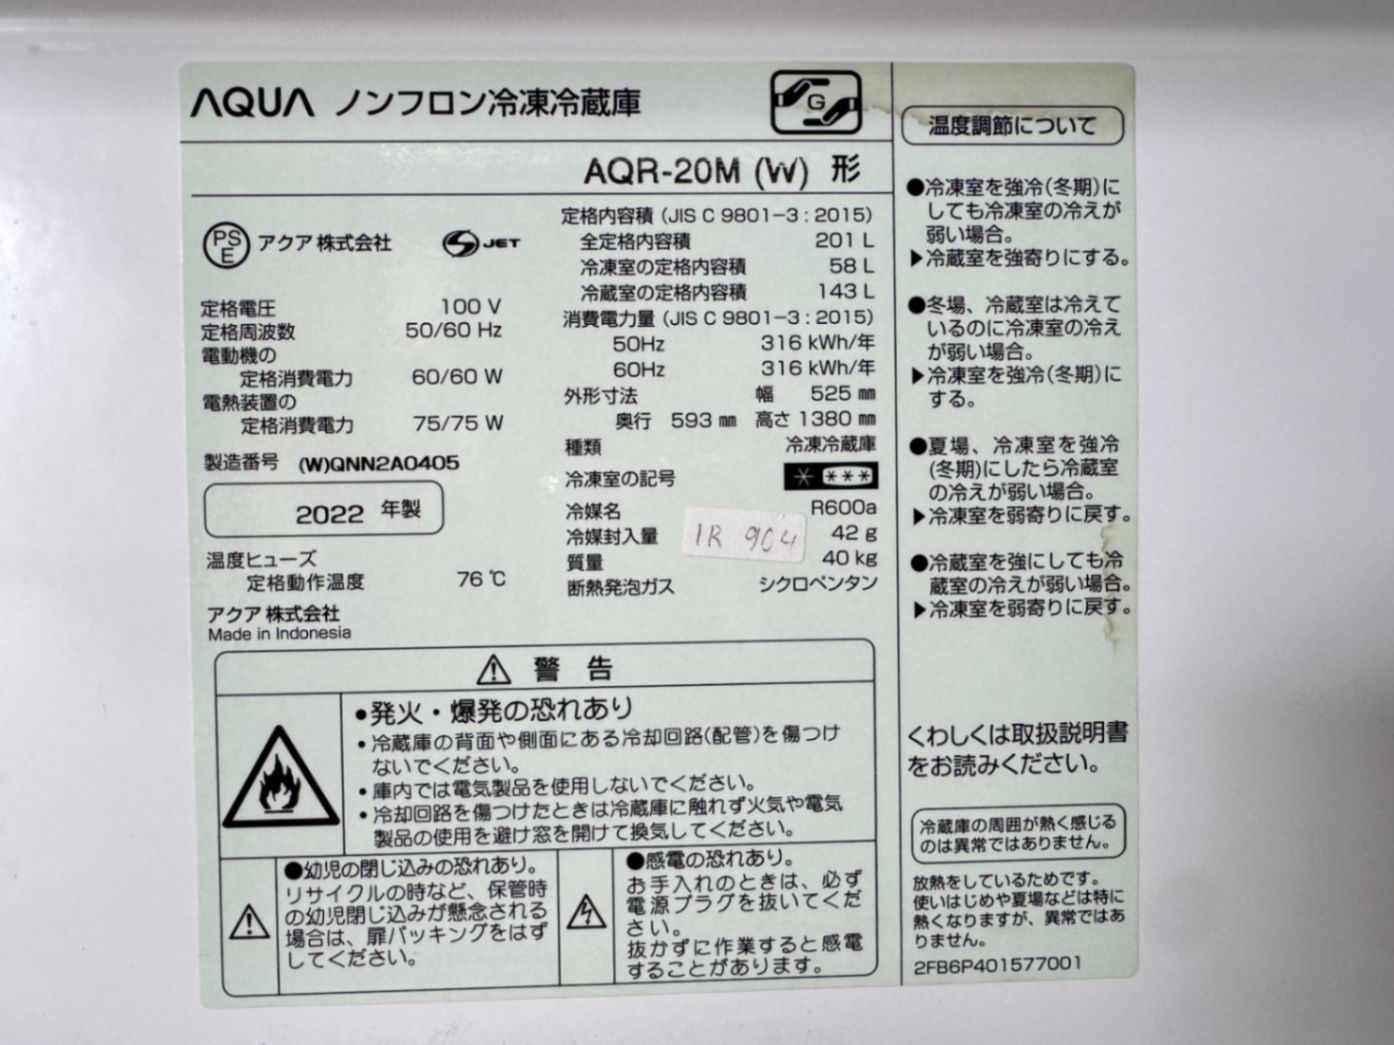 AQUA ノンフロン冷凍冷蔵庫
G
AQR-20M (W) 形
PS
E
アクア 株式会社
JET
定格電圧 100 V
定格周波数 50/60 Hz
電動機の
定格消費電力 60/60 W
電熱装置の
定格消費電力 75/75 W
製造番号 (W)QNN2A0405
2022 年製
温度ヒューズ
定格動作温度 76 ℃
アクア 株式会社
Made in Indonesia
定格内容積 (JIS C 9801-3 : 2015)
全定格内容積 201 L
冷凍室の定格内容積 58 L
冷蔵室の定格内容積 143 L
消費電力量 (JIS C 9801-3 : 2015)
50Hz 316 kWh/年
60Hz 316 kWh/年
外形寸法 幅 525 ㎜
奥行 593 ㎜ 高さ 1380 ㎜
種類 冷凍冷蔵庫
冷凍室の記号 * ***
冷媒名 R600a
冷媒封入量 42 g
質量 40 kg
断熱発泡ガス シクロペンタン
1R 904
⚠ 警 告
•発火・爆発の恐れあり
•冷蔵庫の背面や側面にある冷却回路(配管)を傷つけ
ないでください。
•庫内では電気製品を使用しないでください。
•冷却回路を傷つけたときは冷蔵庫に触れず火気や電気
製品の使用を避け窓を開けて換気してください。
●幼児の閉じ込みの恐れあり。
リサイクルの時など、保管時
の幼児閉じ込みが懸念される
場合は、扉パッキングをはず
してください。
●感電の恐れあり。
お手入れのときは、必ず
電源プラグを抜いてくだ
さい。
抜かずに作業すると感電
することがあります。
温度調節について
●冷凍室を強冷(冬期)に
しても冷凍室の冷えが
弱い場合。
▶冷蔵室を強寄りにする。
●冬場、冷蔵室は冷えて
いるのに冷凍室の冷え
が弱い場合。
▶冷凍室を強冷(冬期)に
する。
●夏場、冷凍室を強冷
(冬期)にしたら冷蔵室
の冷えが弱い場合。
▶冷凍室を弱寄りに戻す。
●冷蔵室を強にしても冷
蔵室の冷えが弱い場合。
▶冷凍室を弱寄りに戻す。
くわしくは取扱説明書
をお読みください。
冷蔵庫の周囲が熱く感じる
のは異常ではありません。
放熱をしているためです。
使いはじめや夏場などは特に
熱くなりますが、異常ではあ
りません。
2FB6P401577001